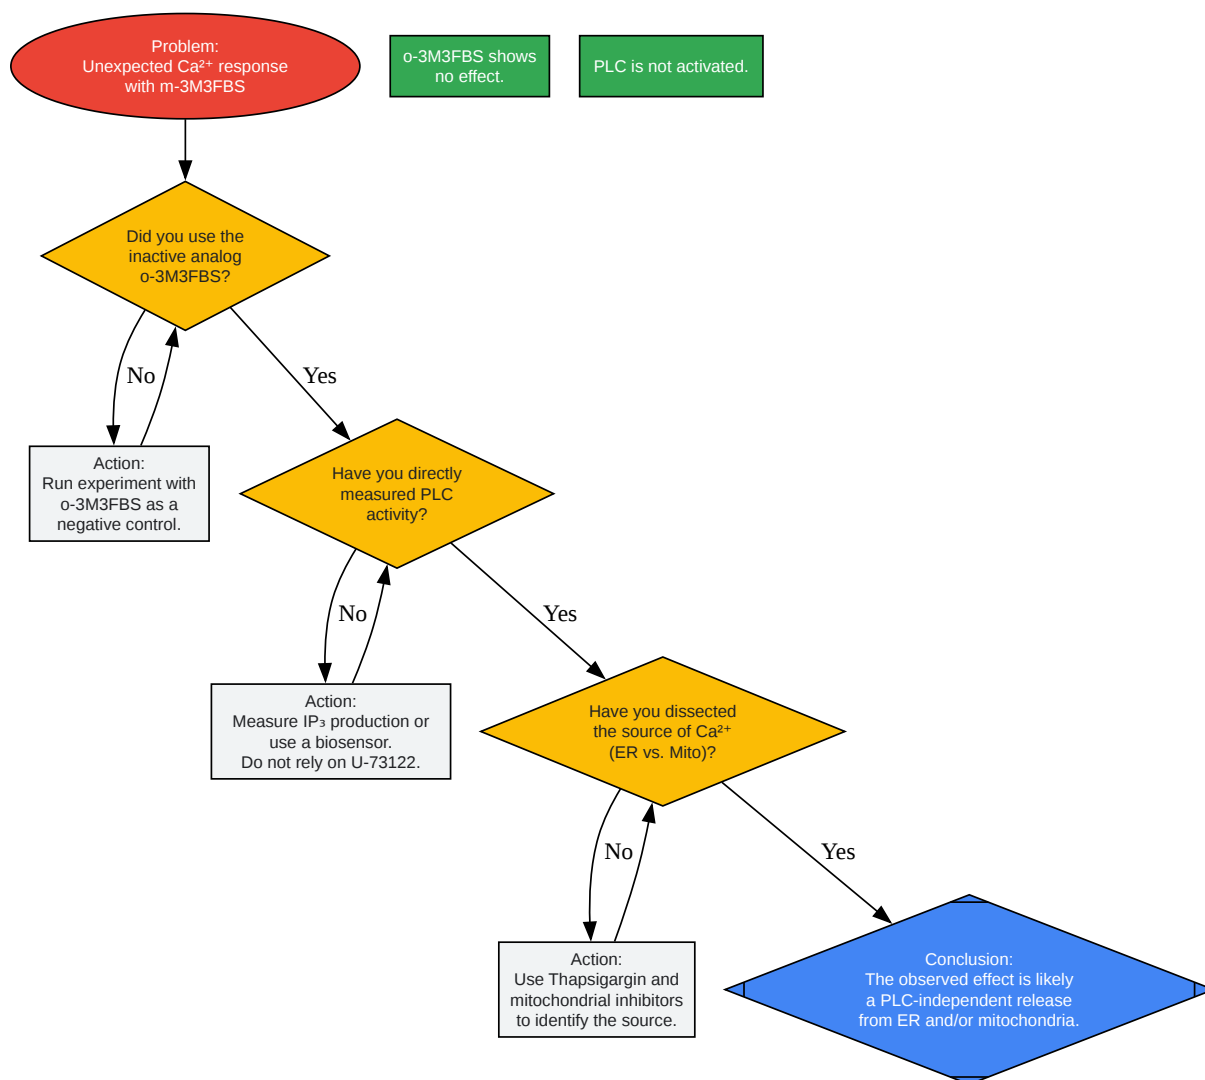 Problem:
Unexpected Ca²⁺ response
with m-3M3FBS
o-3M3FBS shows
no effect.
PLC is not activated.
Did you use the
inactive analog
o-3M3FBS?
No
Yes
Action:
Run experiment with
o-3M3FBS as a
negative control.
Have you directly
measured PLC
activity?
No
Yes
Action:
Measure IP₃ production or
use a biosensor.
Do not rely on U-73122.
Have you dissected
the source of Ca²⁺
(ER vs. Mito)?
No
Yes
Action:
Use Thapsigargin and
mitochondrial inhibitors
to identify the source.
Conclusion:
The observed effect is likely
a PLC-independent release
from ER and/or mitochondria.